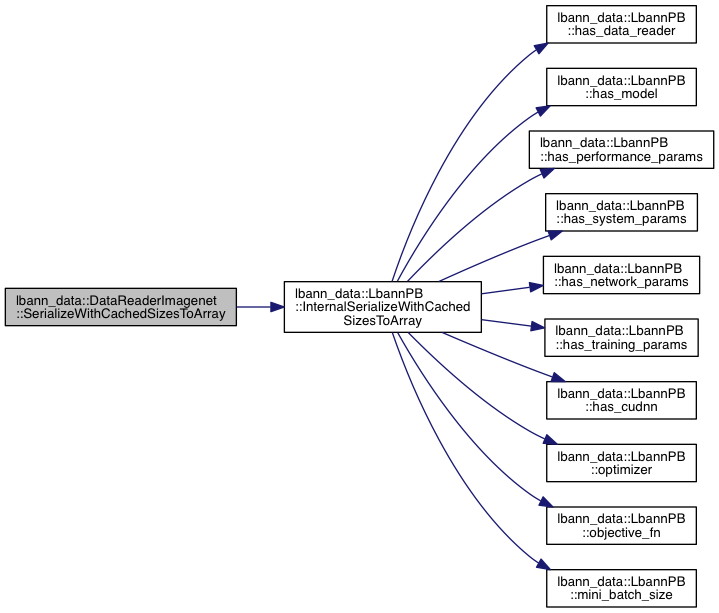 lbann_data::DataReaderImagenet
::SerializeWithCachedSizesToArray
lbann_data::LbannPB
::InternalSerializeWithCached
SizesToArray
lbann_data::LbannPB
::has_data_reader
lbann_data::LbannPB
::has_model
lbann_data::LbannPB
::has_performance_params
lbann_data::LbannPB
::has_system_params
lbann_data::LbannPB
::has_network_params
lbann_data::LbannPB
::has_training_params
lbann_data::LbannPB
::has_cudnn
lbann_data::LbannPB
::optimizer
lbann_data::LbannPB
::objective_fn
lbann_data::LbannPB
::mini_batch_size